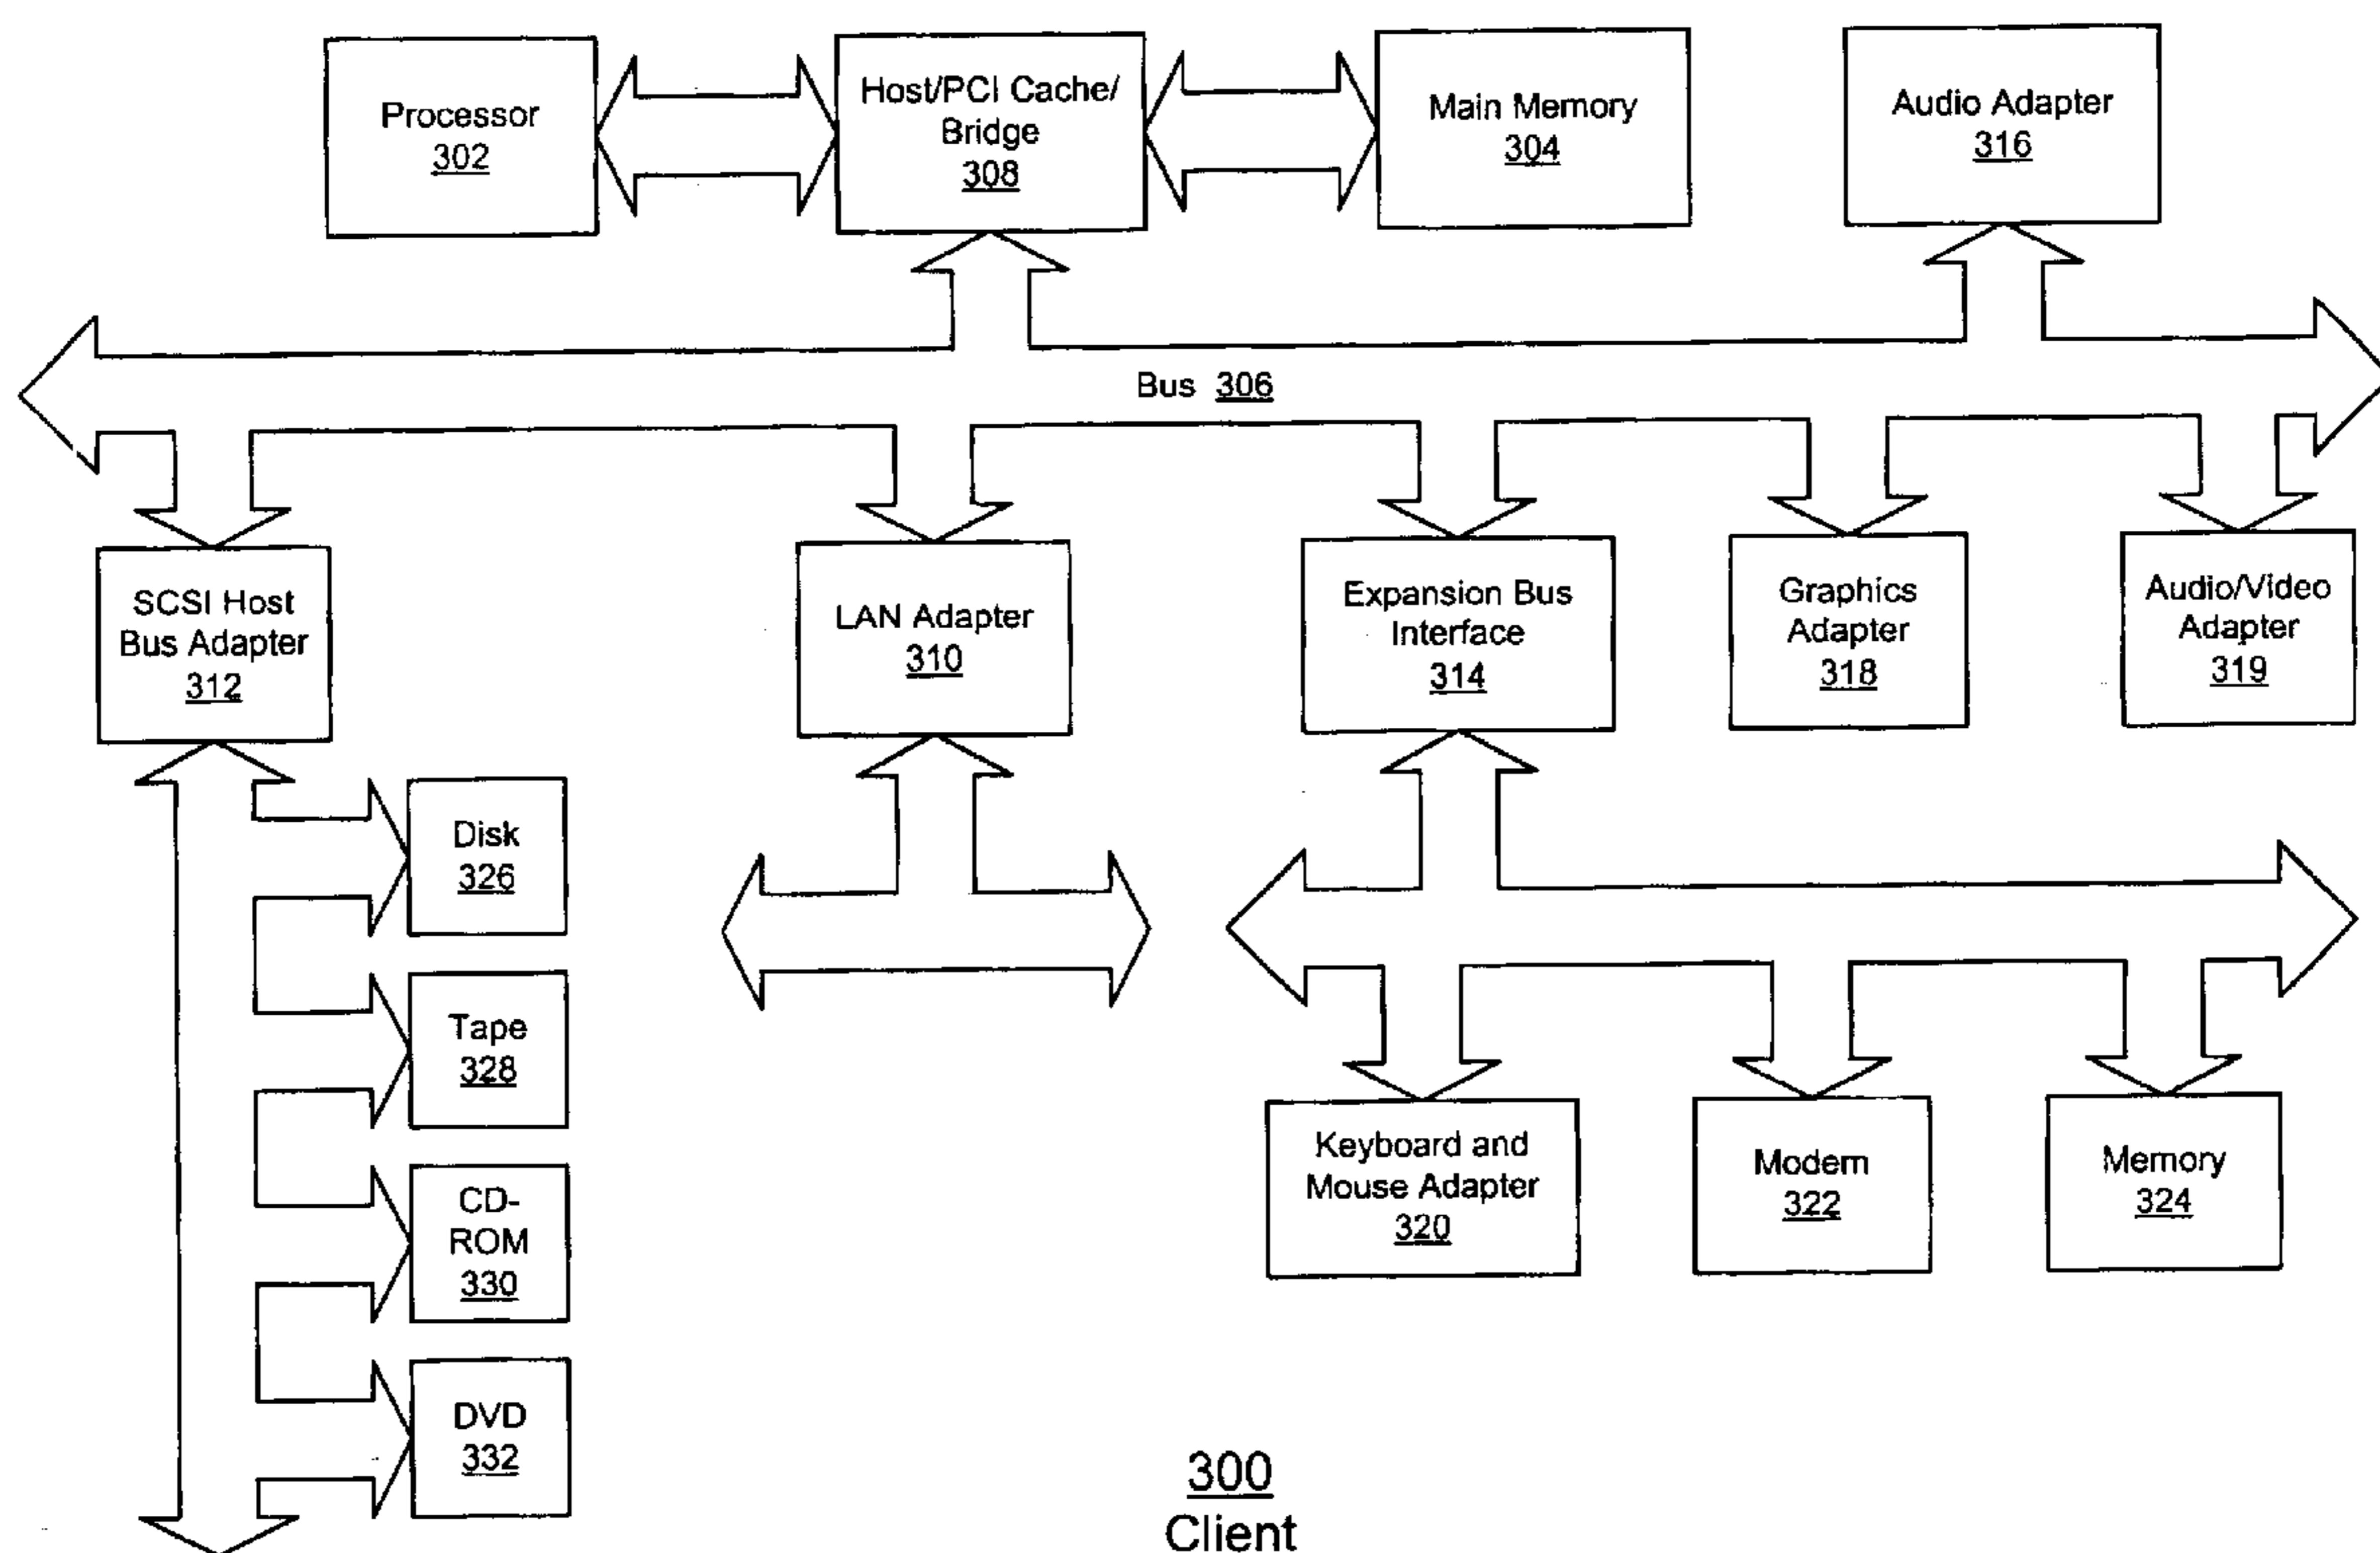 Processor
302
Host/PCI Cache/
Bridge
308
Main Memory
304
Audio Adapter
316
Bus 306
SCSI Host
Bus Adapter
312
LAN Adapter
310
Expansion Bus
Interface
314
Graphics
Adapter
318
Audio/Video
Adapter
319
Disk
326
Tape
328
CD-
ROM
330
DVD
332
Keyboard and
Mouse Adapter
320
Modem
322
Memory
324
300
Client